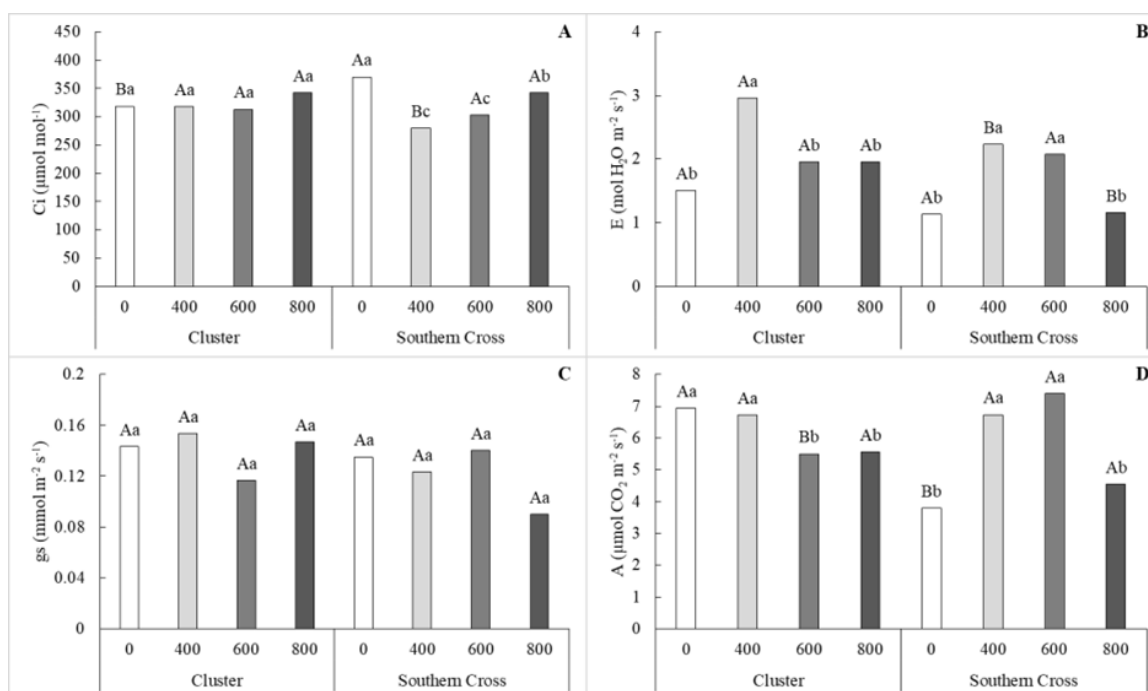 A
Ci (µmol mol⁻¹)
450
400
350
300
250
200
150
100
50
0
Ba Aa Aa Aa Aa Bc Ac Ab
0 400 600 800 0 400 600 800
Cluster Southern Cross
B
E (mol H₂O m⁻² s⁻¹)
4
3
2
1
0
Ab Aa Ab Ab Ab Ba Aa Bb
0 400 600 800 0 400 600 800
Cluster Southern Cross
C
gs (mmol m⁻² s⁻¹)
0.2
0.16
0.12
0.08
0.04
0
Aa Aa Aa Aa Aa Aa Aa Aa
0 400 600 800 0 400 600 800
Cluster Southern Cross
D
A (µmol CO₂ m⁻² s⁻¹)
8
7
6
5
4
3
2
1
0
Aa Aa Bb Ab Bb Aa Aa Ab
0 400 600 800 0 400 600 800
Cluster Southern Cross